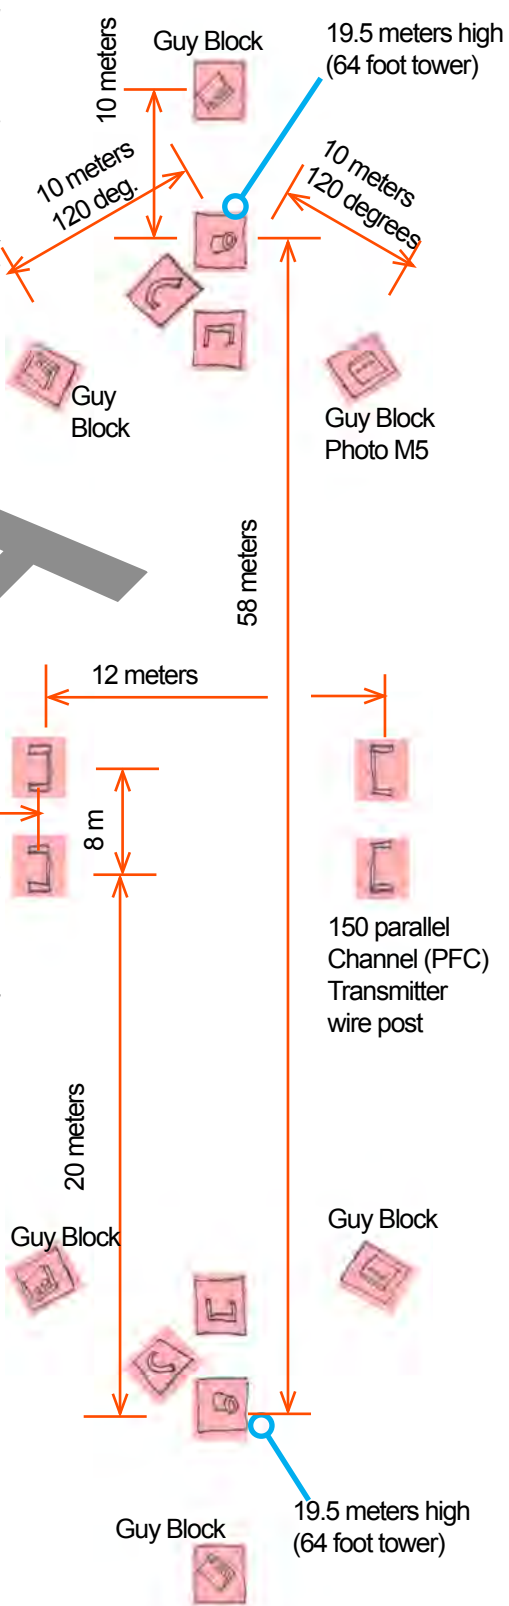 10 meters
Guy Block
19.5 meters high
(64 foot tower)
10 meters
120 deg.
10 meters
120 degrees
Guy
Block
Guy Block
Photo M5
58 meters
12 meters
8 m
150 parallel
Channel (PFC)
Transmitter
wire post
20 meters
Guy Block
Guy Block
19.5 meters high
(64 foot tower)
Guy Block